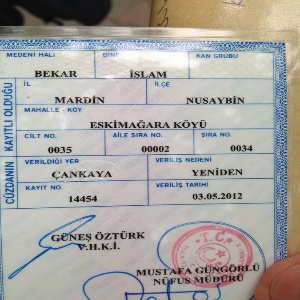 MEDENİ HALİ DİNİ KAN GRUBU
BEKAR İSLAM
İL İLÇE
MARDİN NUSAYBİN
MAHALLE - KÖY
ESKİMAĞARA KÖYÜ
CİLT NO. AİLE SIRA NO. SIRA NO.
0035 00002 0034
VERİLDİĞİ YER VERİLİŞ NEDENİ
ÇANKAYA YENİDEN
KAYIT NO. VERİLİŞ TARİHİ
14454 03.05.2012
CÜZDANIN KAYITLI OLDUĞU
GÜNEŞ ÖZTÜRK
V.H.K.İ.
T.C.
MUSTAFA GÜNGÖRLÜ
NÜFUS MÜDÜRÜ